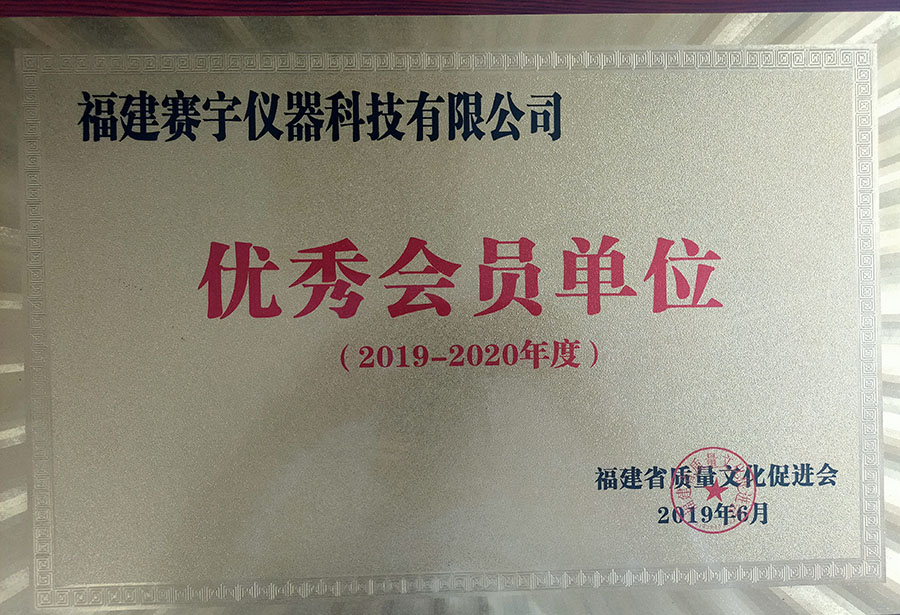 福建赛宇仪器科技有限公司
优秀会员单位
（2019-2020年度）
福建省质量文化促进会
2019年6月